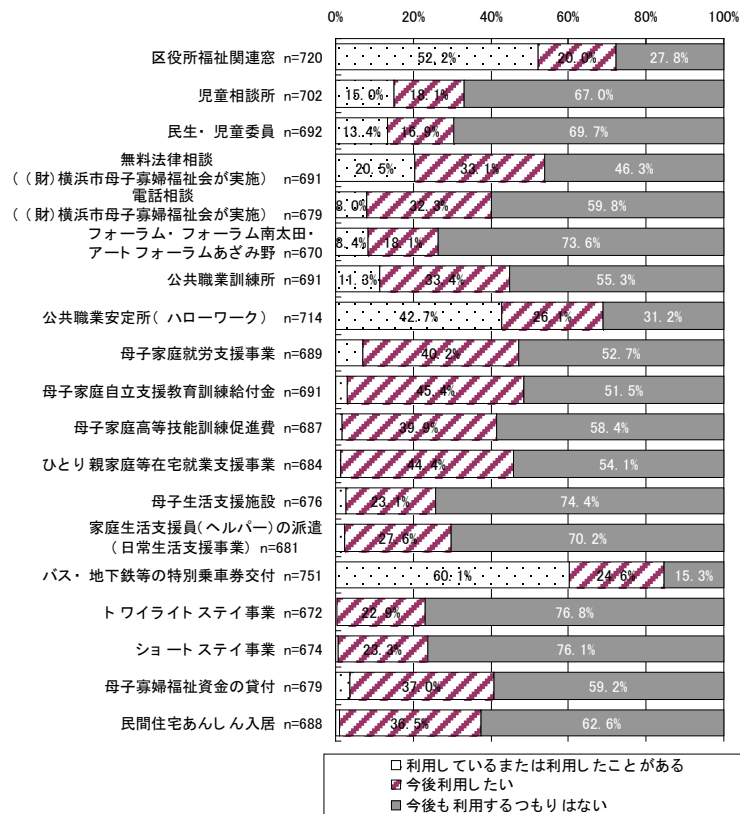 0% 20% 40% 60% 80% 100%
区役所福祉関連窓 n=720 52.2% 20.0% 27.8%
児童相談所 n=702 15.0% 18.1% 67.0%
民生・児童委員 n=692 13.4% 16.9% 69.7%
無料法律相談
((財)横浜市母子寡婦福祉会が実施) n=691 20.5% 33.1% 46.3%
電話相談
((財)横浜市母子寡婦福祉会が実施) n=679 8.0% 32.3% 59.8%
フォーラム・フォーラム南太田・
アートフォーラムあざみ野 n=670 8.4% 18.1% 73.6%
公共職業訓練所 n=691 11.3% 33.4% 55.3%
公共職業安定所(ハローワーク) n=714 42.7% 26.1% 31.2%
母子家庭就労支援事業 n=689 40.2% 52.7%
母子家庭自立支援教育訓練給付金 n=691 45.4% 51.5%
母子家庭高等技能訓練促進費 n=687 39.9% 58.4%
ひとり親家庭等在宅就業支援事業 n=684 44.4% 54.1%
母子生活支援施設 n=676 23.1% 74.4%
家庭生活支援員(ヘルパー)の派遣
(日常生活支援事業) n=681 27.6% 70.2%
バス・地下鉄等の特別乗車券交付 n=751 60.1% 24.6% 15.3%
トワイライトステイ事業 n=672 22.9% 76.8%
ショートステイ事業 n=674 23.3% 76.1%
母子寡婦福祉資金の貸付 n=679 37.0% 59.2%
民間住宅あんしん入居 n=688 36.5% 62.6%
利用しているまたは利用したことがある
今後利用したい
今後も利用するつもりはない